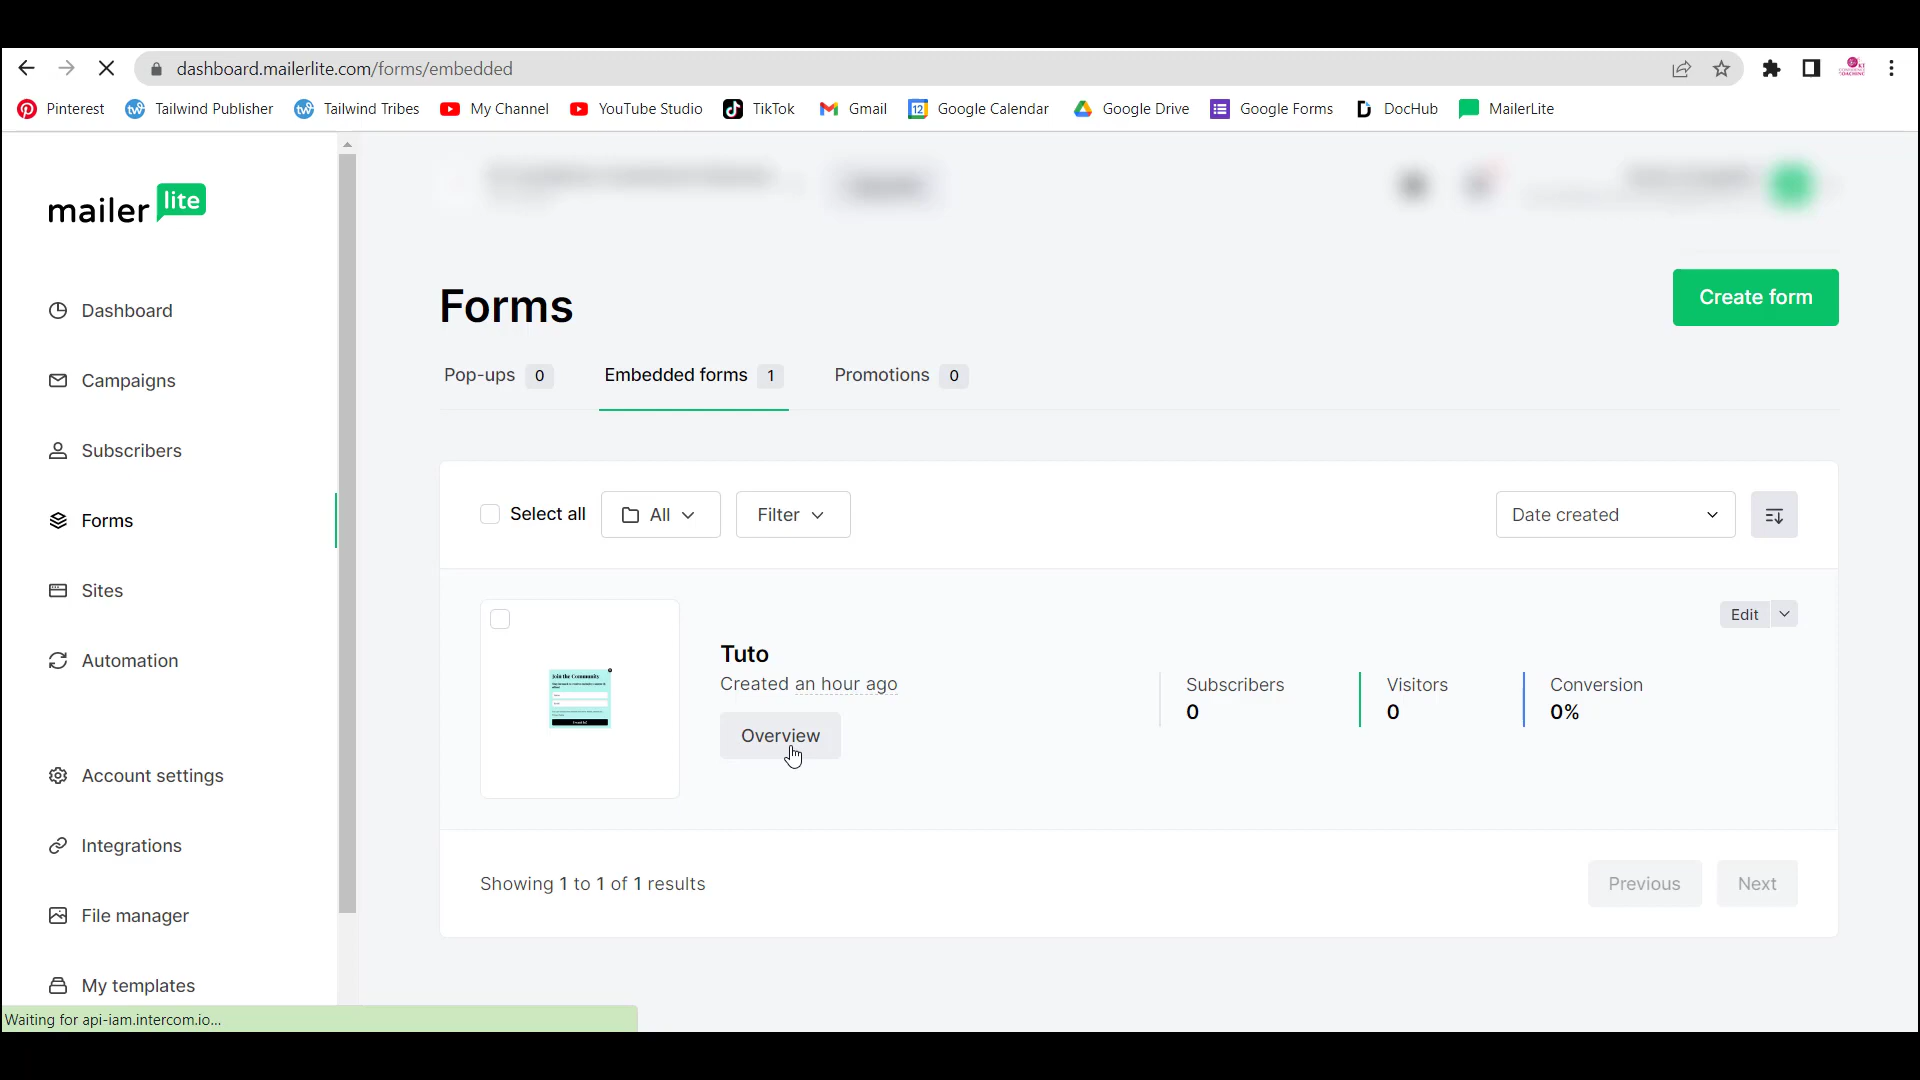 dashboard.mailerlite.com/forms/embedded
Pinterest
Tailwind Publisher
Tailwind Tribes
My Channel
YouTube Studio
TikTok
Gmail
12
Google Calendar
Google Drive
Google Forms
DocHub
MailerLite
mailer lite
Dashboard
Campaigns
Subscribers
Forms
Sites
Automation
Account settings
Integrations
File manager
My templates
Forms
Create form
Pop-ups 0
Embedded forms 1
Promotions 0
Select all
All
Filter
Date created
Join the Community
Tuto
Created an hour ago
Overview
Edit
Subscribers
0
Visitors
0
Conversion
0%
Showing 1 to 1 of 1 results
Previous
Next
Waiting for api-iam.intercom.io...